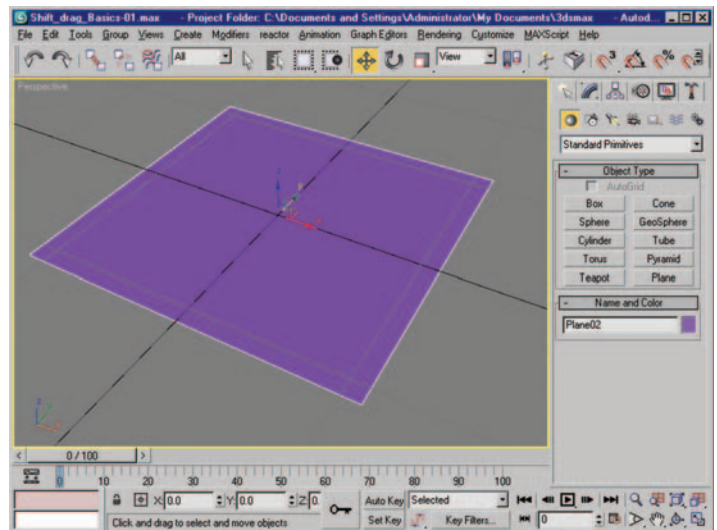 Shift_drag_Basics-01.max - Project Folder: C:\Documents and Settings\Administrator\My Documents\3dsmax - Autod...
File Edit Tools Group Views Create Modifiers reactor Animation Graph Editors Rendering Customize MAXScript Help
All View
Perspective
Standard Primitives
- Object Type
AutoGrid
Box Cone
Sphere GeoSphere
Cylinder Tube
Torus Pyramid
Teapot Plane
- Name and Color
Plane02
< 0 / 100 >
0 10 20 30 40 50 60 70 80 90 100
X: 0.0 Y: 0.0 Z: 0. Auto Key Selected
Click and drag to select and move objects Set Key Key Filters... 0